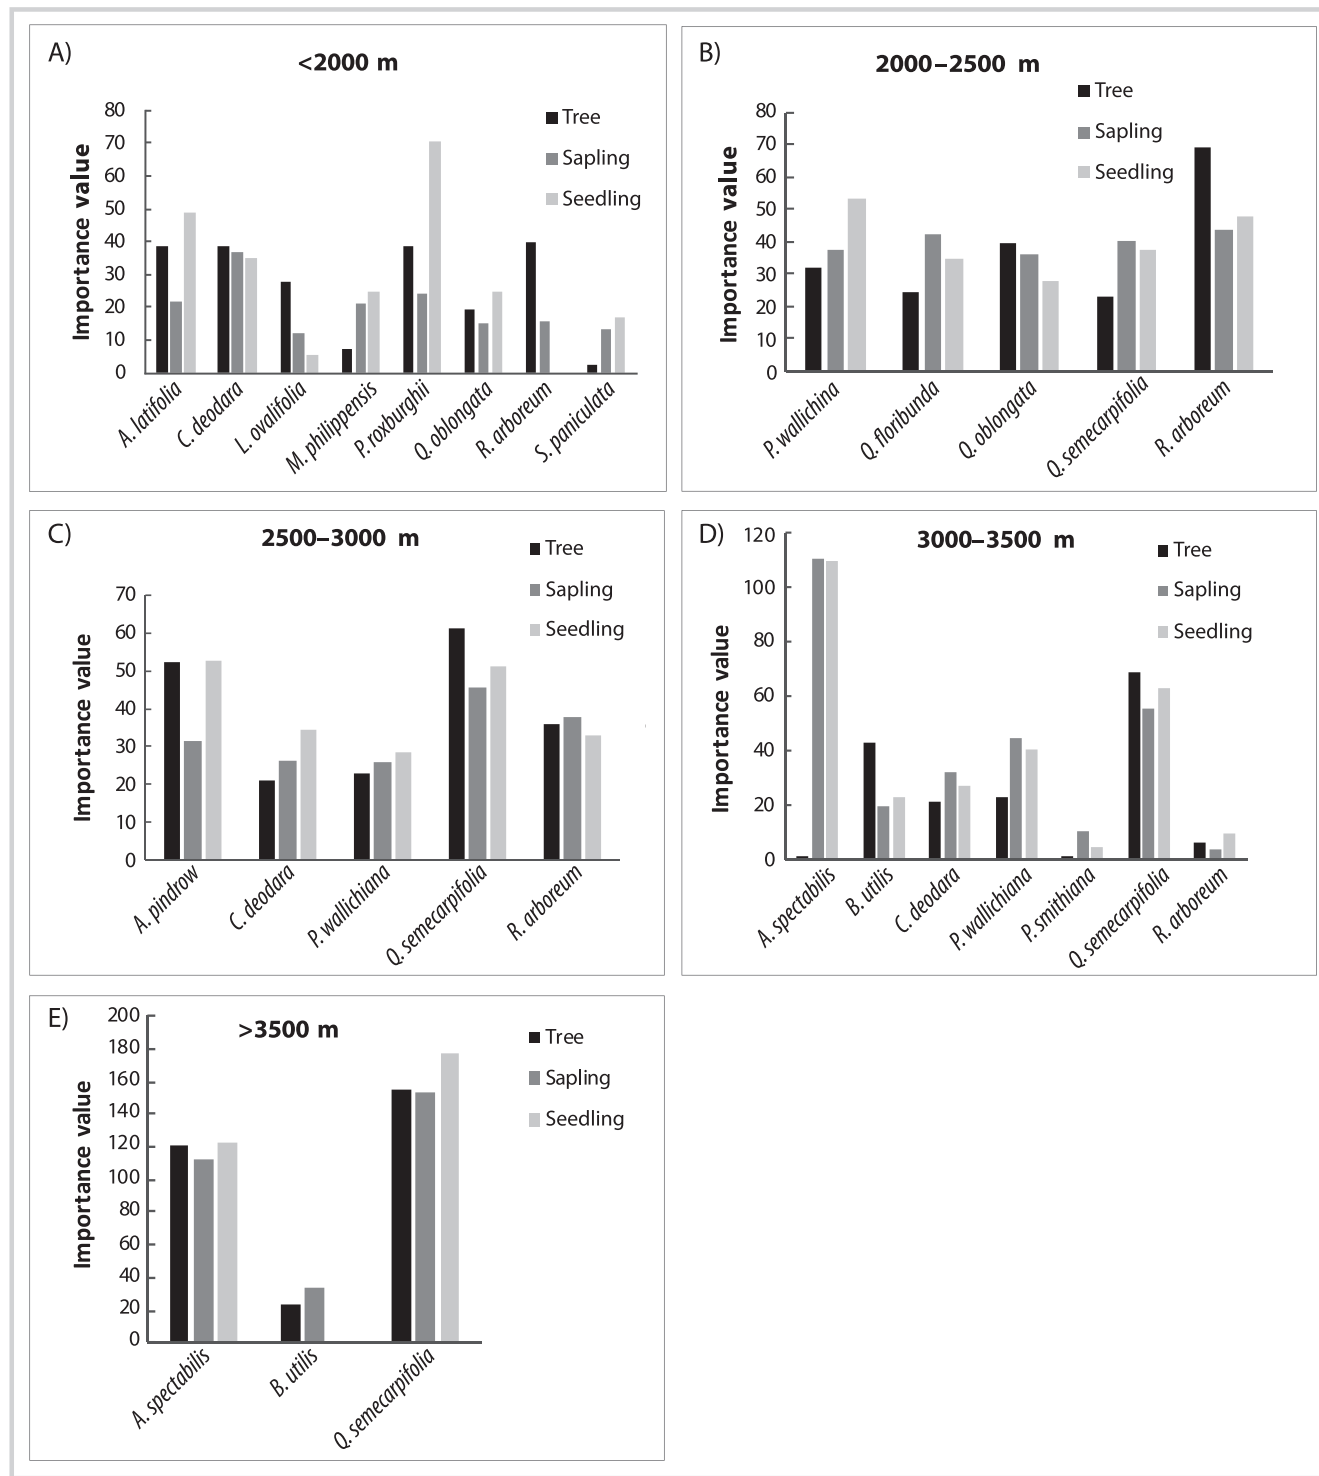 A)
<2000 m
Importance value
80
70
60
50
40
30
20
10
0
Tree
Sapling
Seedling
A. latifolia
C. deodara
L. ovalifolia
M. philippensis
P. roxburghii
Q. oblongata
R. arboreum
S. paniculata
B)
2000–2500 m
Importance value
80
70
60
50
40
30
20
10
0
Tree
Sapling
Seedling
P. wallichina
Q. floribunda
Q. oblongata
Q. semecarpifolia
R. arboreum
C)
2500–3000 m
Importance value
70
60
50
40
30
20
10
0
Tree
Sapling
Seedling
A. pindrow
C. deodara
P. wallichiana
Q. semecarpifolia
R. arboreum
D)
3000–3500 m
Importance value
120
100
80
60
40
20
0
Tree
Sapling
Seedling
A. spectabilis
B. utilis
C. deodara
P. wallichiana
P. smithiana
Q. semecarpifolia
R. arboreum
E)
>3500 m
Importance value
200
180
160
140
120
100
80
60
40
20
0
Tree
Sapling
Seedling
A. spectabilis
B. utilis
Q. semecarpifolia